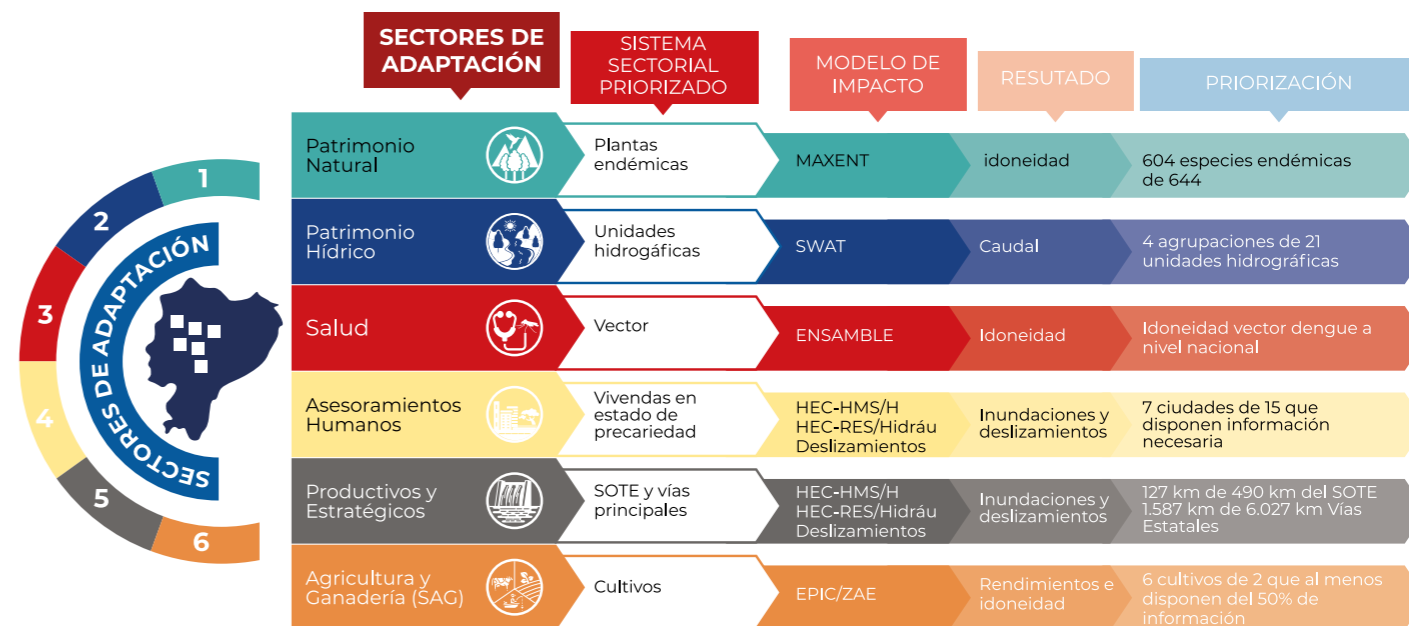 SECTORES DE
ADAPTACIÓN
SISTEMA
SECTORIAL
PRIORIZADO
MODELO DE
IMPACTO
RESUTADO
PRIORIZACIÓN
1
2
3
4
5
6
SECTORES DE ADAPTACIÓN
Patrimonio
Natural
Plantas
endémicas
MAXENT
idoneidad
604 especies endémicas
de 644
Patrimonio
Hídrico
Unidades
hidrogáficas
SWAT
Caudal
4 agrupaciones de 21
unidades hidrográficas
Salud
Vector
ENSAMBLE
Idoneidad
Idoneidad vector dengue a
nivel nacional
Asesoramientos
Humanos
Vivendas en
estado de
precariedad
HEC-HMS/H
HEC-RES/Hidráu
Deslizamientos
Inundaciones y
deslizamientos
7 ciudades de 15 que
disponen información
necesaria
Productivos y
Estratégicos
SOTE y vías
principales
HEC-HMS/H
HEC-RES/Hidráu
Deslizamientos
Inundaciones y
deslizamientos
127 km de 490 km del SOTE
1.587 km de 6.027 km Vías
Estatales
Agricultura y
Ganadería (SAG)
Cultivos
EPIC/ZAE
Rendimientos e
idoneidad
6 cultivos de 2 que al menos
disponen del 50% de
información